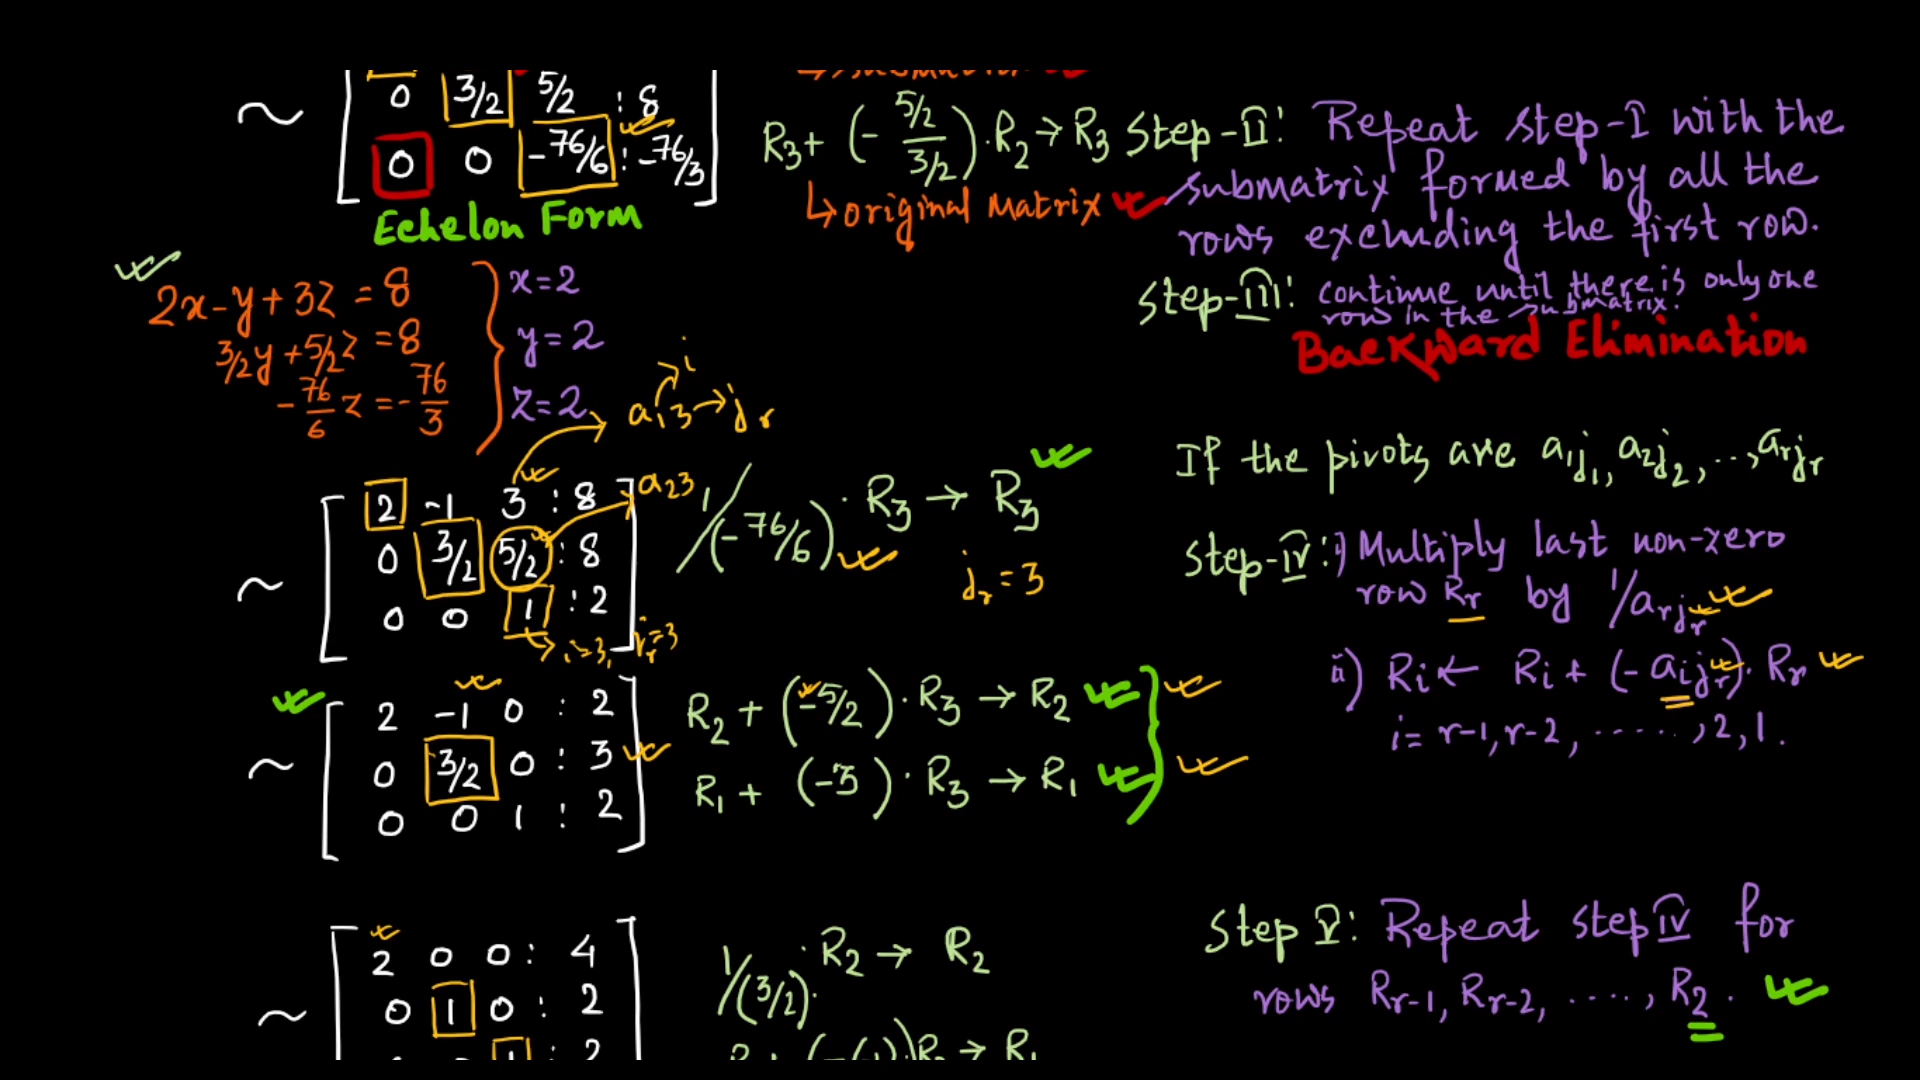 ~ [ 0 3/2 5/2 : 8
0 0 -76/6 : -76/3 ]
R3 + (- 5/2 / 3/2) . R2 → R3
↳ original matrix
Echelon Form
Step-II: Repeat step-I with the
submatrix formed by all the
rows excluding the first row.
Step-III: continue until there is only one
row in the submatrix.
2x-y+3z = 8
3/2y+5/2z = 8
-76/6 z = -76/3
x=2
y=2
z=2
a13 → jr
i
Backward Elimination
If the pivots are a1j1, a2j2, ..., arjr
~ [ 2 -1 3 : 8
0 3/2 5/2 : 8
0 0 1 : 2 ]
a23
i=3, jr=3
1/(-76/6) . R3 → R3
jr = 3
Step-IV: i) Multiply last non-zero
row Rr by 1/arjr
ii) Ri ← Ri + (-aijr) . Rr
i = r-1, r-2, ......, 2, 1.
~ [ 2 -1 0 : 2
0 3/2 0 : 3
0 0 1 : 2 ]
R2 + (-5/2) . R3 → R2
R1 + (-3) . R3 → R1
~ [ 2 0 0 : 4
0 1 0 : 2
1/(3/2) . R2 → R2
Step V: Repeat step IV for
rows Rr-1, Rr-2, ....., R2.